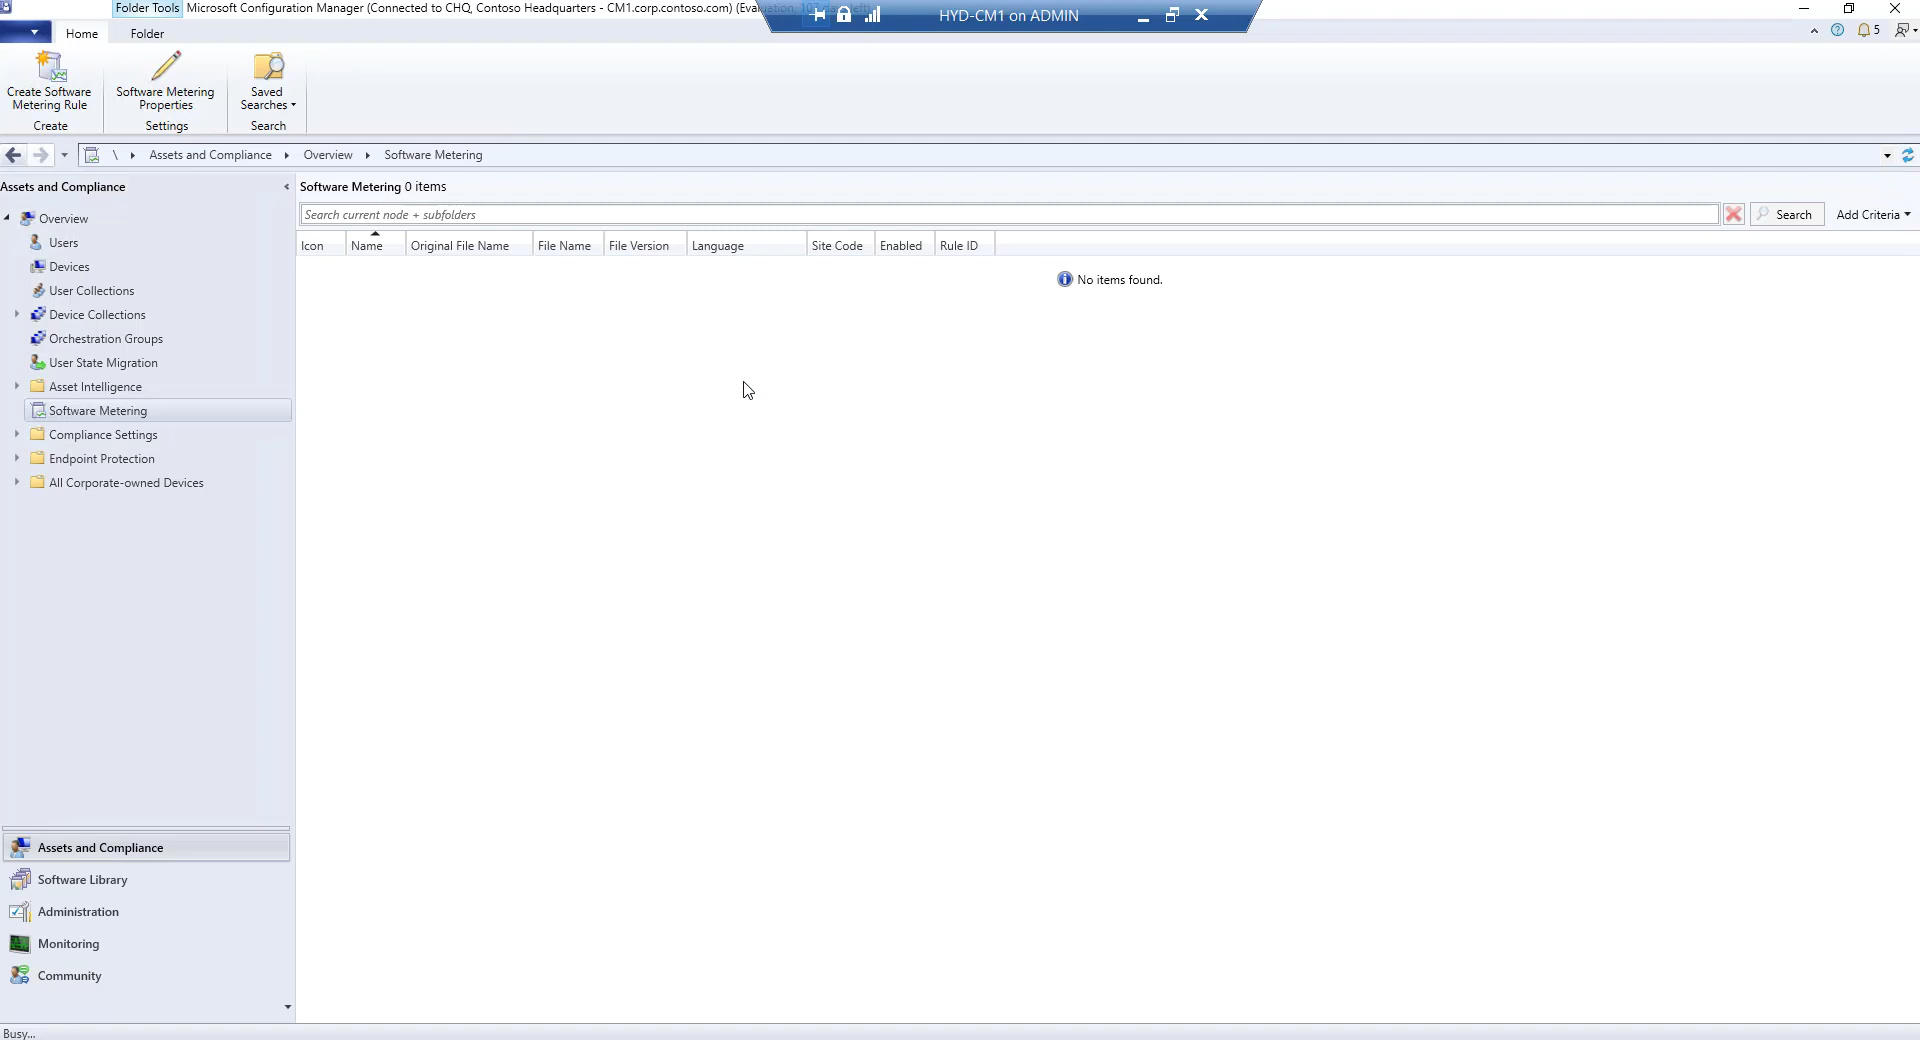 Folder Tools Microsoft Configuration Manager (Connected to CHQ, Contoso Headquarters - CM1.corp.contoso.com) (Eval
HYD-CM1 on ADMIN
Home Folder
5
Create Software
Metering Rule
Software Metering
Properties
Saved
Searches
Create Settings Search
\ Assets and Compliance Overview Software Metering
Assets and Compliance
Overview
Users
Devices
User Collections
Device Collections
Orchestration Groups
User State Migration
Asset Intelligence
Software Metering
Compliance Settings
Endpoint Protection
All Corporate-owned Devices
Assets and Compliance
Software Library
Administration
Monitoring
Community
Software Metering 0 items
Search current node + subfolders
Search Add Criteria
Icon Name Original File Name File Name File Version Language Site Code Enabled Rule ID
No items found.
Busy...